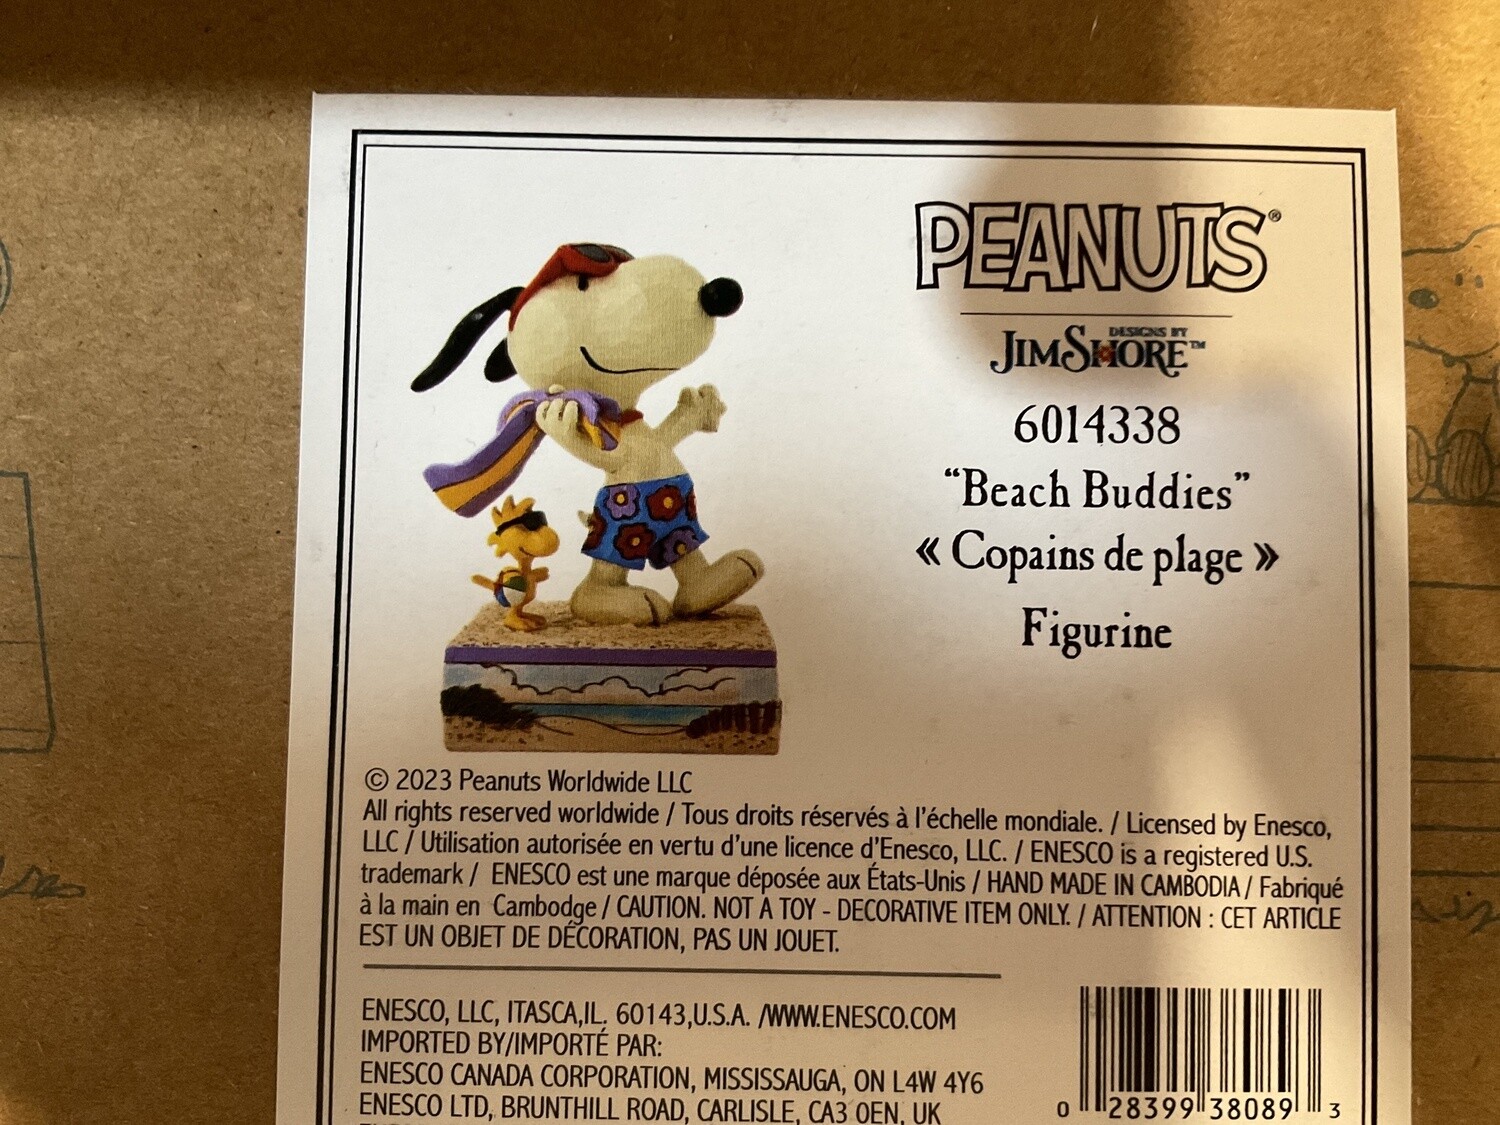 PEANUTS®
DESIGNS BY
JIM SHORE™
6014338
“Beach Buddies”
« Copains de plage »
Figurine
© 2023 Peanuts Worldwide LLC
All rights reserved worldwide / Tous droits réservés à l'échelle mondiale. / Licensed by Enesco,
LLC / Utilisation autorisée en vertu d'une licence d'Enesco, LLC. / ENESCO is a registered U.S.
trademark / ENESCO est une marque déposée aux États-Unis / HAND MADE IN CAMBODIA / Fabriqué
à la main en Cambodge / CAUTION. NOT A TOY - DECORATIVE ITEM ONLY. / ATTENTION : CET ARTICLE
EST UN OBJET DE DÉCORATION, PAS UN JOUET.
ENESCO, LLC, ITASCA,IL. 60143,U.S.A. /WWW.ENESCO.COM
IMPORTED BY/IMPORTÉ PAR:
ENESCO CANADA CORPORATION, MISSISSAUGA, ON L4W 4Y6
ENESCO LTD, BRUNTHILL ROAD, CARLISLE, CA3 0EN, UK
0 28399 38089 3